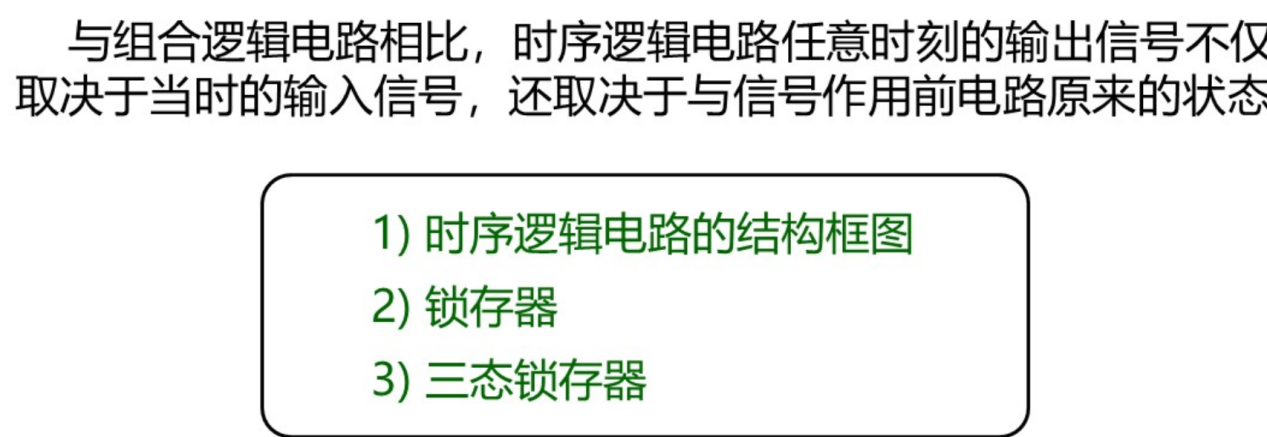 与组合逻辑电路相比，时序逻辑电路任意时刻的输出信号不仅
取决于当时的输入信号，还取决于与信号作用前电路原来的状态
1) 时序逻辑电路的结构框图
2) 锁存器
3) 三态锁存器